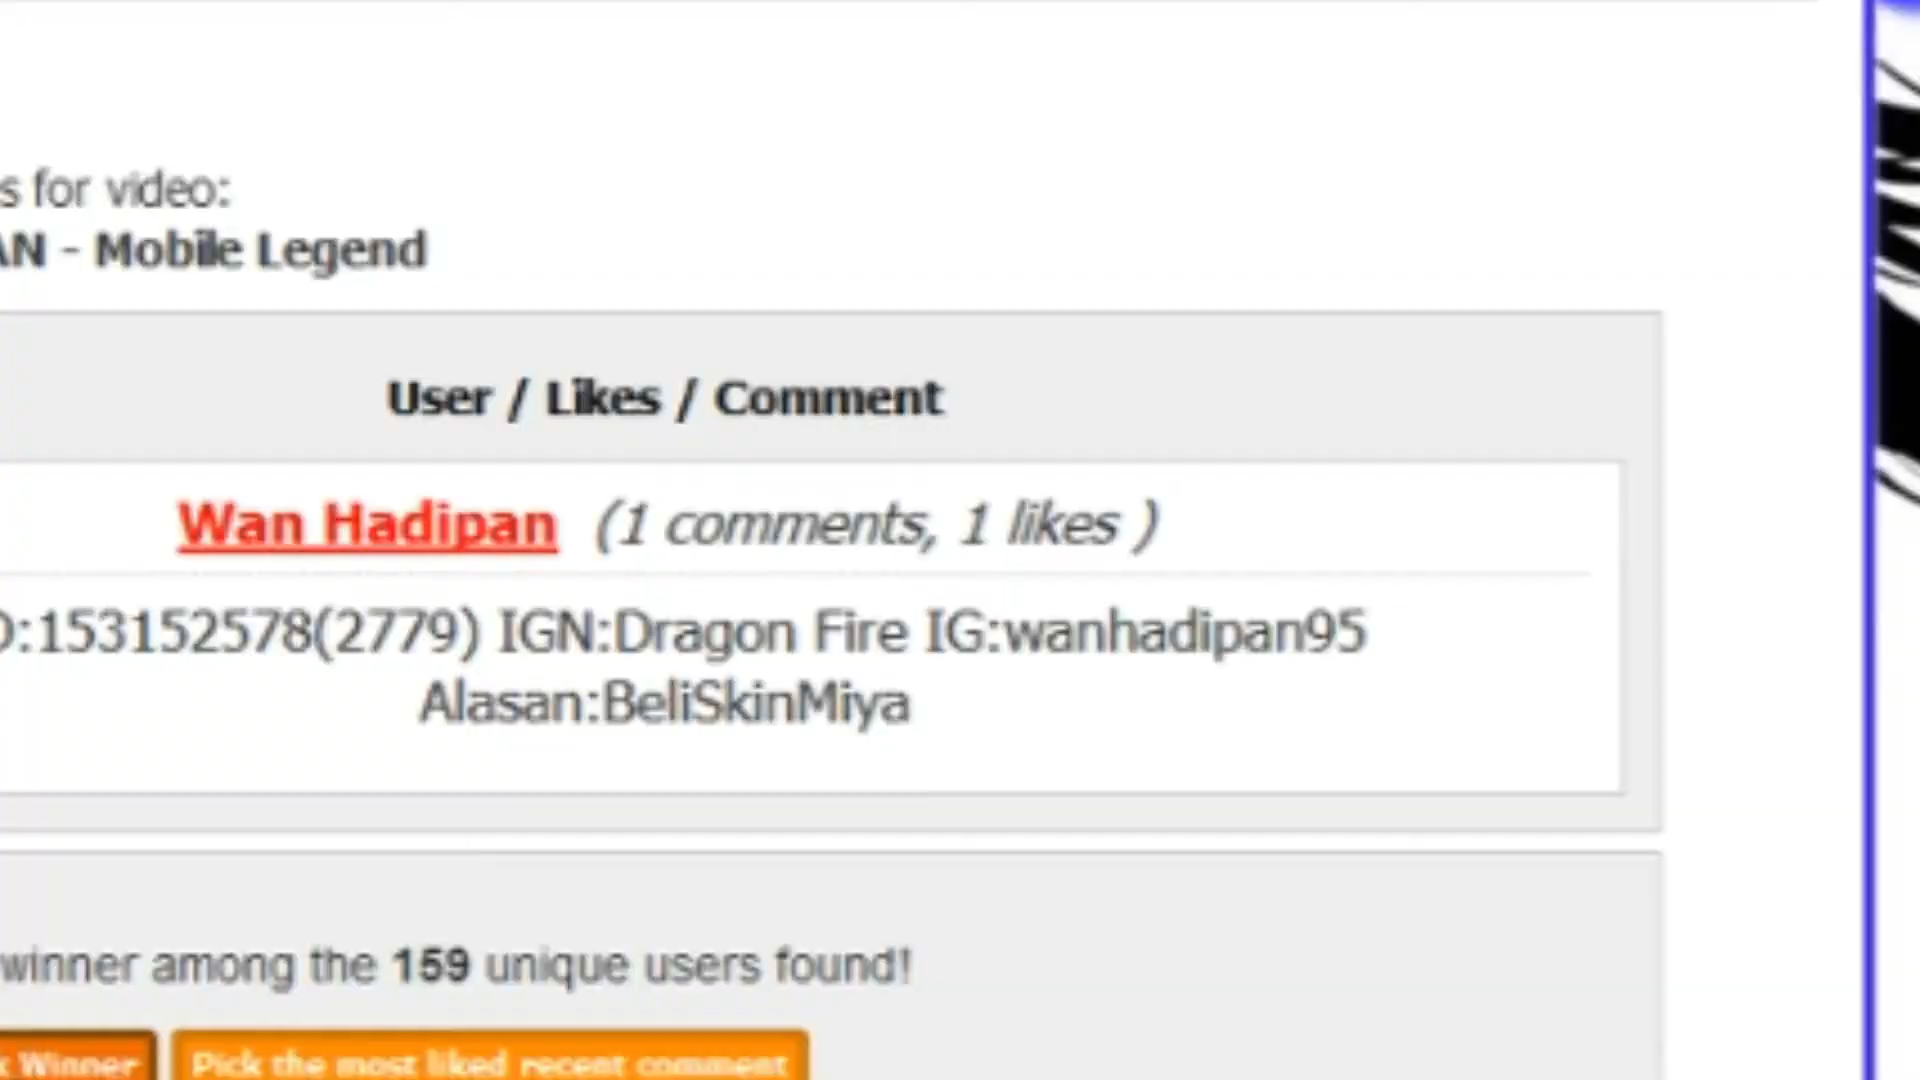 s for video:
AN - Mobile Legend
User / Likes / Comment
Wan Hadipan (1 comments, 1 likes )
D:153152578(2779) IGN:Dragon Fire IG:wanhadipan95
Alasan:BeliSkinMiya
winner among the 159 unique users found!
k Winner Pick the most liked recent comment